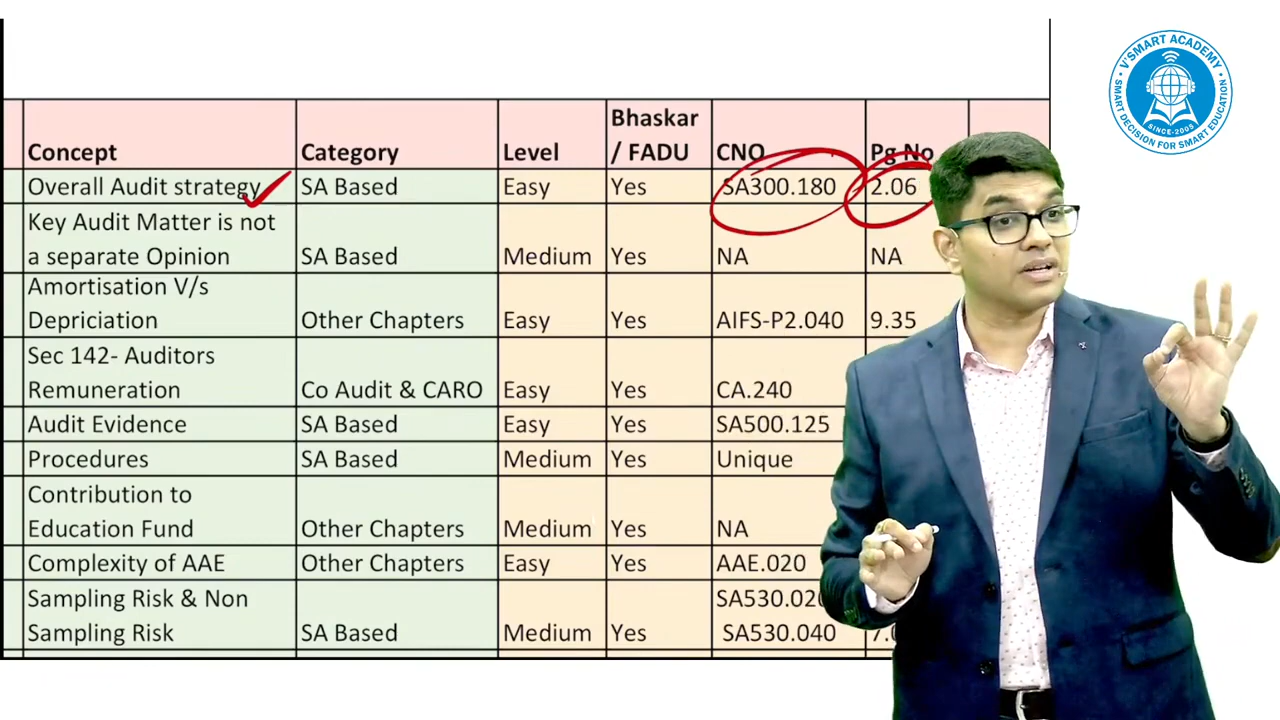 V'SMART ACADEMY
SMART DECISION FOR SMART EDUCATION
SINCE-2005
Concept Category Level Bhaskar / FADU CNO Pg No
Overall Audit strategy SA Based Easy Yes SA300.180 2.06
Key Audit Matter is not
a separate Opinion SA Based Medium Yes NA NA
Amortisation V/s
Depriciation Other Chapters Easy Yes AIFS-P2.040 9.35
Sec 142- Auditors
Remuneration Co Audit & CARO Easy Yes CA.240
Audit Evidence SA Based Easy Yes SA500.125
Procedures SA Based Medium Yes Unique
Contribution to
Education Fund Other Chapters Medium Yes NA
Complexity of AAE Other Chapters Easy Yes AAE.020
Sampling Risk & Non
Sampling Risk SA Based Medium Yes SA530.040